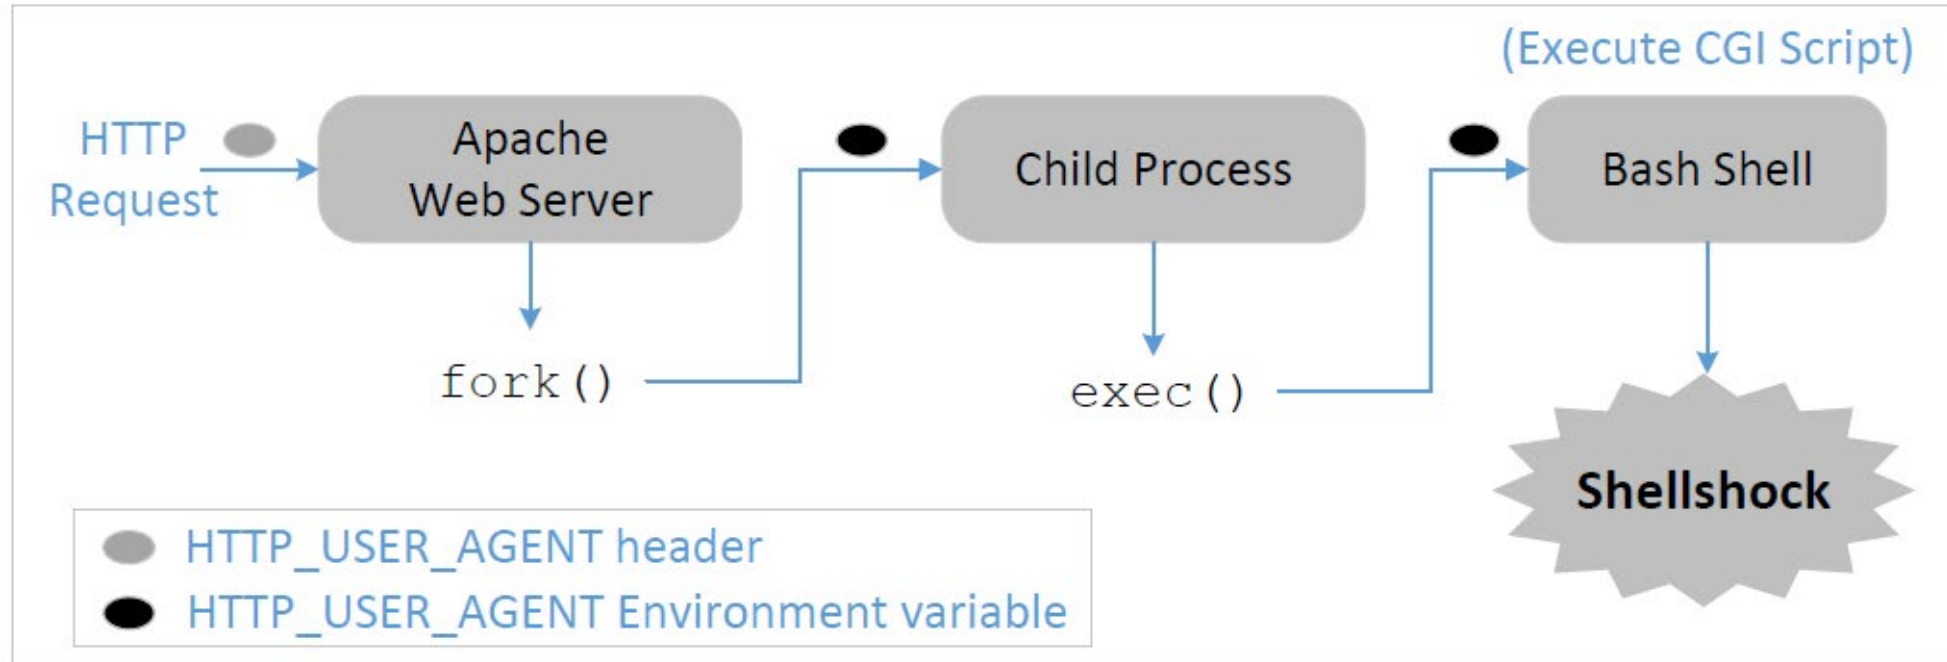 (Execute CGI Script)
HTTP
Request
Apache
Web Server
Child Process
Bash Shell
fork()
exec()
Shellshock
HTTP_USER_AGENT header
HTTP_USER_AGENT Environment variable